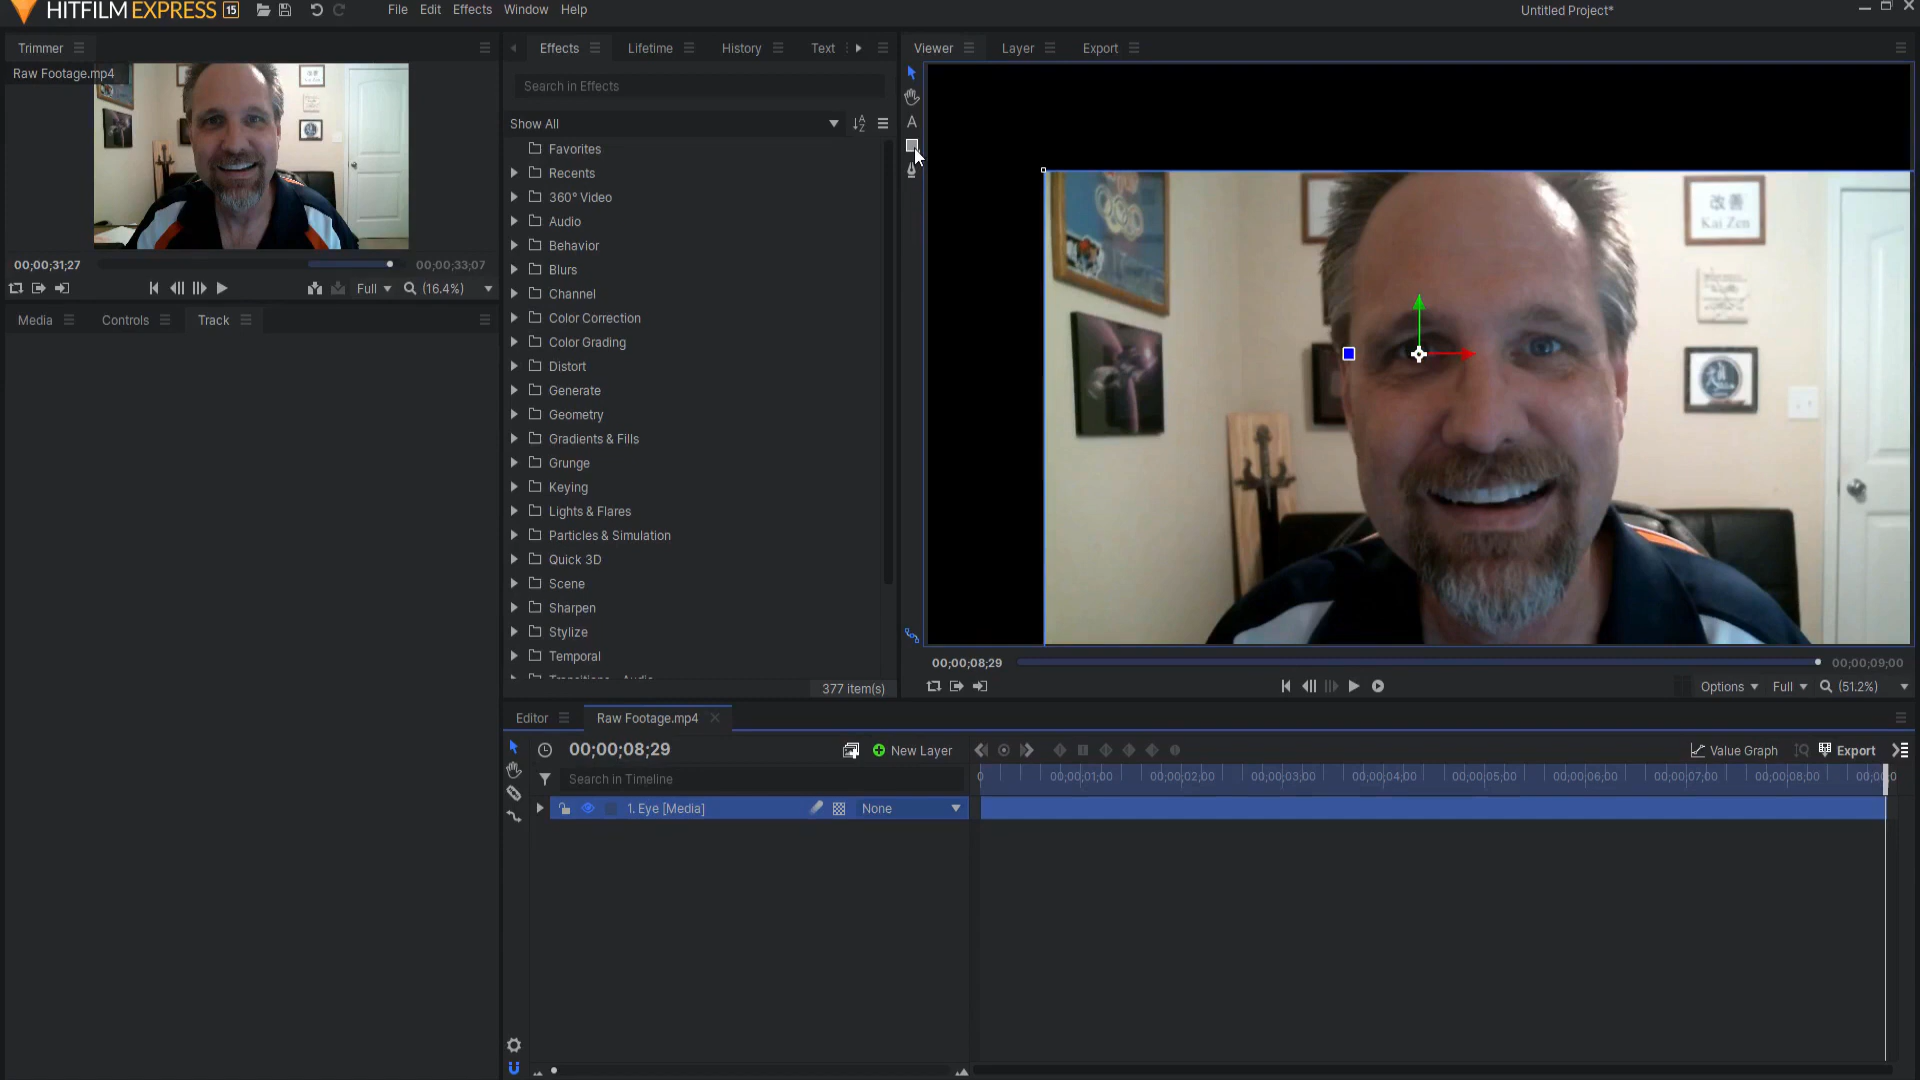 HITFILM EXPRESS 15
File Edit Effects Window Help
Untitled Project*
Trimmer
Raw Footage.mp4
00;00;31;27
00;00;33;07
Full
(16.4%)
Media Controls Track
Effects Lifetime History Text
Search in Effects
Show All
Favorites
Recents
360° Video
Audio
Behavior
Blurs
Channel
Color Correction
Color Grading
Distort
Generate
Geometry
Gradients & Fills
Grunge
Keying
Lights & Flares
Particles & Simulation
Quick 3D
Scene
Sharpen
Stylize
Temporal
Transitions - Audio
377 item(s)
Viewer Layer Export
A
改善
Kai Zen
00;00;08;29
00;00;09;00
Options Full (51.2%)
Editor Raw Footage.mp4
00;00;08;29
New Layer
Value Graph
Export
Search in Timeline
0 00;00;01;00 00;00;02;00 00;00;03;00 00;00;04;00 00;00;05;00 00;00;06;00 00;00;07;00 00;00;08;00
1. Eye [Media]
None